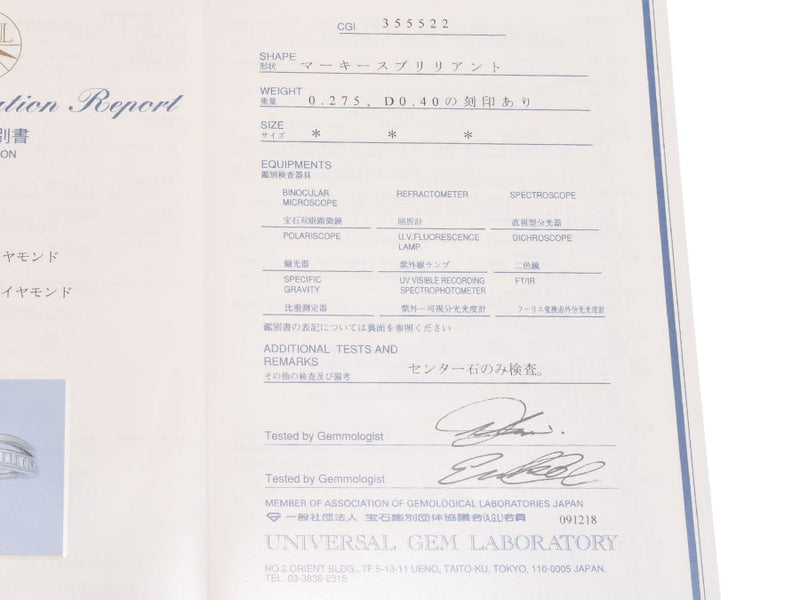 ation Report
別書
ON
ヤモンド
イヤモンド
CGI 355522
SHAPE
形状 マーキースブリリアント
WEIGHT
重量 0.275、D0.40の刻印あり
SIZE
サイズ * * *
EQUIPMENTS
鑑別検査器具
BINOCULAR MICROSCOPE REFRACTOMETER SPECTROSCOPE
宝石双眼顕微鏡 屈折計 直視型分光器
POLARISCOPE U.V.FLUORESCENCE LAMP DICHROSCOPE
偏光器 紫外線ランプ 二色鏡
SPECIFIC GRAVITY UV VISIBLE RECORDING SPECTROPHOTOMETER FT/IR
比重測定器 紫外ー可視分光光度計 フーリエ変換赤外分光光度計
鑑別書の表記については裏面を参照ください
ADDITIONAL TESTS AND
REMARKS
その他の検査及び備考 センター石のみ検査。
Tested by Gemmologist
Tested by Gemmologist
MEMBER OF ASSOCIATION OF GEMOLOGICAL LABORATORIES JAPAN
一般社団法人 宝石鑑別団体協議会(AGL)会員 091218
UNIVERSAL GEM LABORATORY
NO.2 ORIENT BLDG., 7F.5-13-11 UENO, TAITO-KU, TOKYO, 110-0005 JAPAN.
TEL. 03-3836-2315